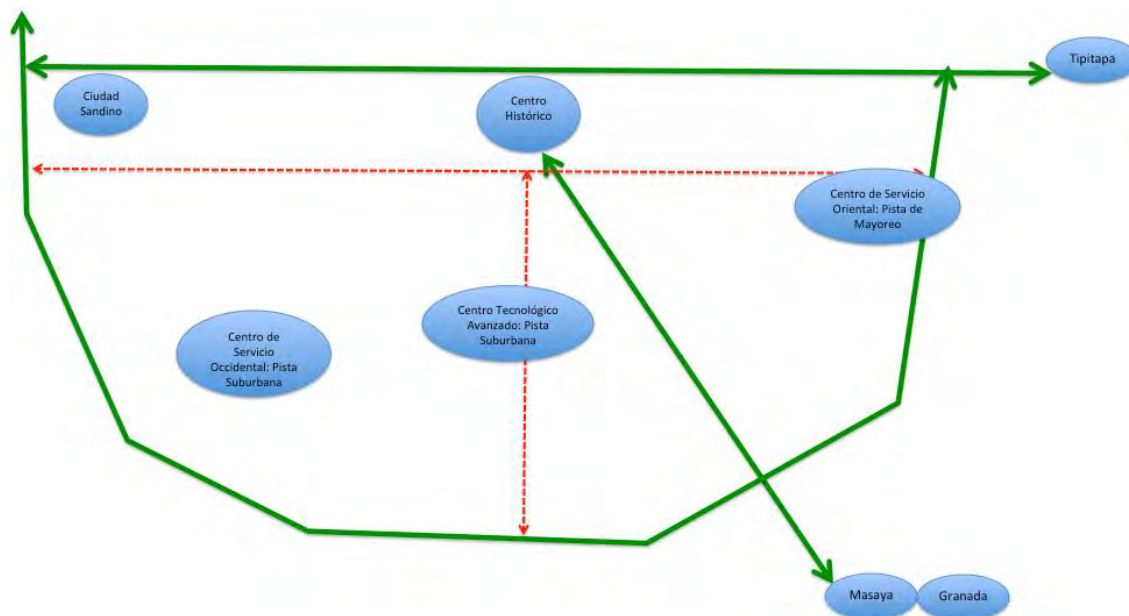 Tipitapa
Ciudad
Sandino
Centro
Histórico
Centro de Servicio
Oriental: Pista de
Mayoreo
Centro Tecnológico
Avanzado: Pista
Suburbana
Centro de
Servicio
Occidental: Pista
Suburbana
Masaya
Granada